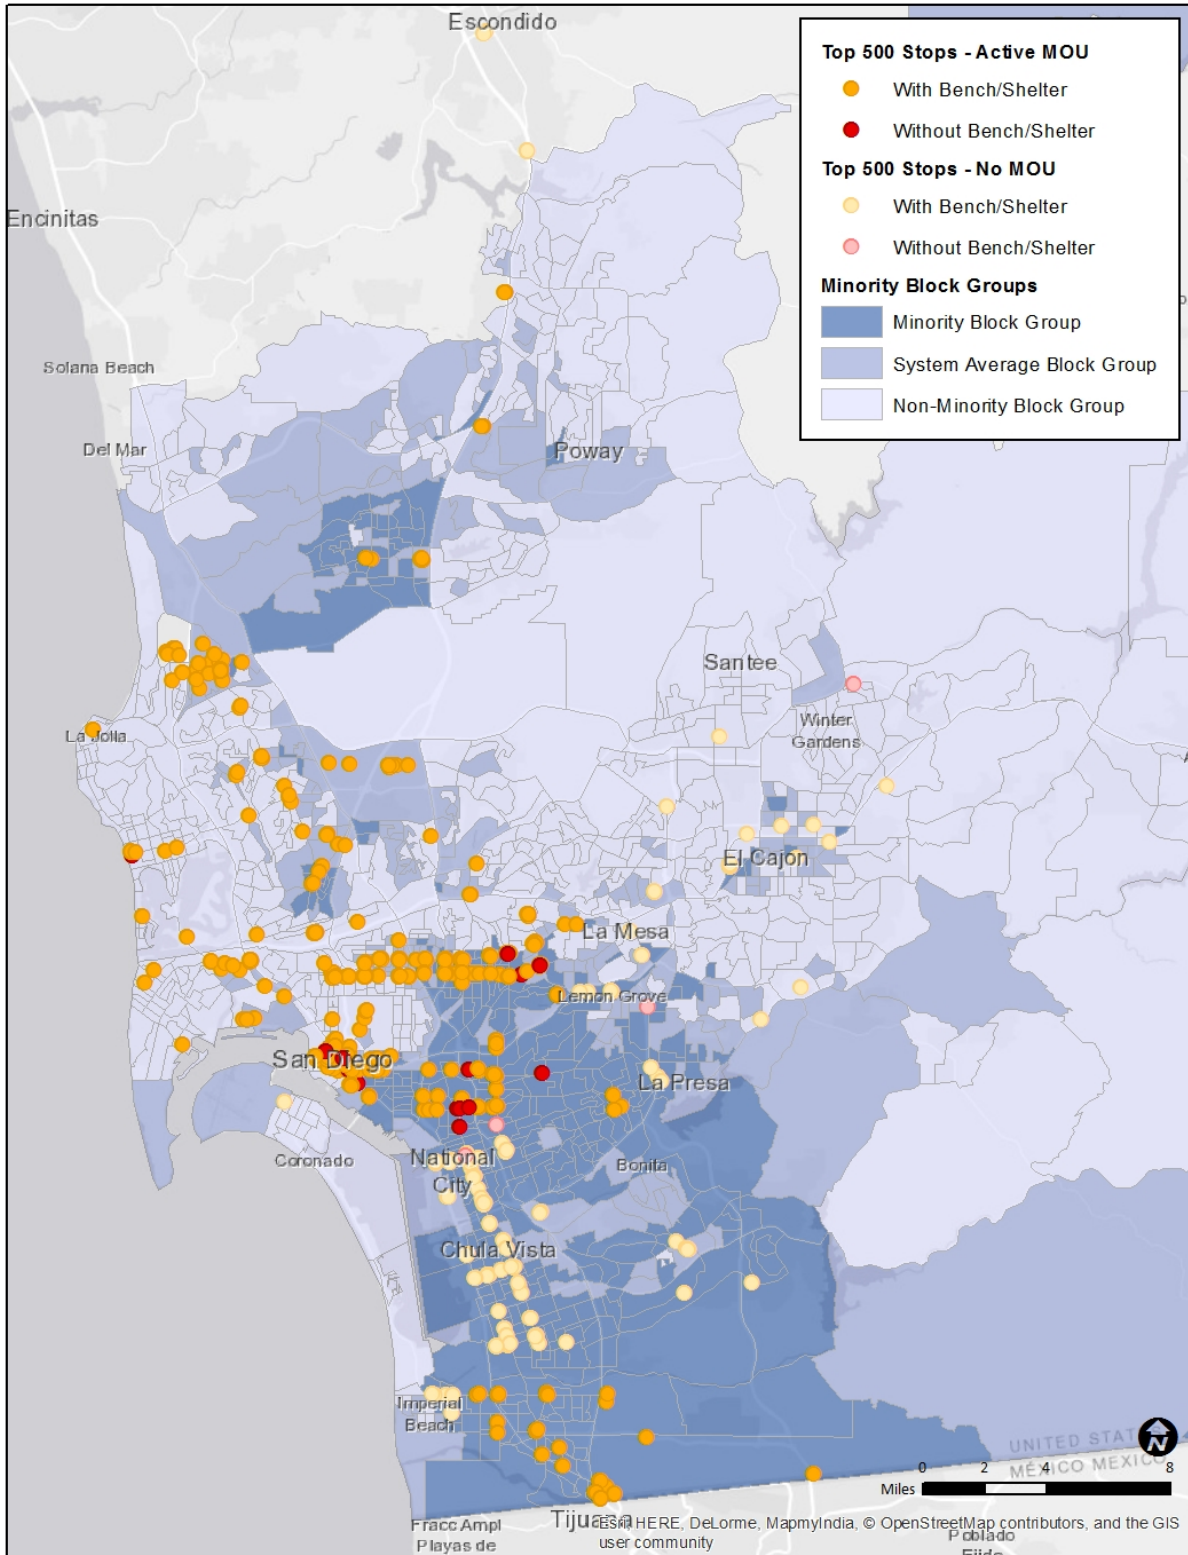 Escondido
Top 500 Stops - Active MOU
With Bench/Shelter
Without Bench/Shelter
Top 500 Stops - No MOU
With Bench/Shelter
Without Bench/Shelter
Minority Block Groups
Minority Block Group
System Average Block Group
Non-Minority Block Group
Encinitas
Solana Beach
Del Mar
Poway
Santee
Winter
Gardens
La Jolla
El Cajon
La Mesa
Lemon Grove
San Diego
La Presa
Coronado
National
City
Bonita
Chula Vista
Imperial
Beach
N
UNITED STATES
MÉXICO MEXICO
0 2 4 8
Miles
Fracc Ampl
Playas de
Tijuana
Esri HERE, DeLorme, MapmyIndia, © OpenStreetMap contributors, and the GIS
user community
Poblado
Ejido